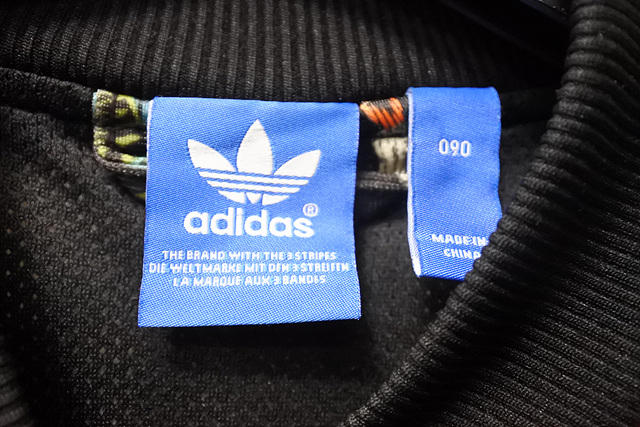 adidas®
THE BRAND WITH THE 3 STRIPES
DIE WELTMARKE MIT DEN 3 STREIFEN
LA MARQUE AUX 3 BANDES
090
MADE IN
CHINA